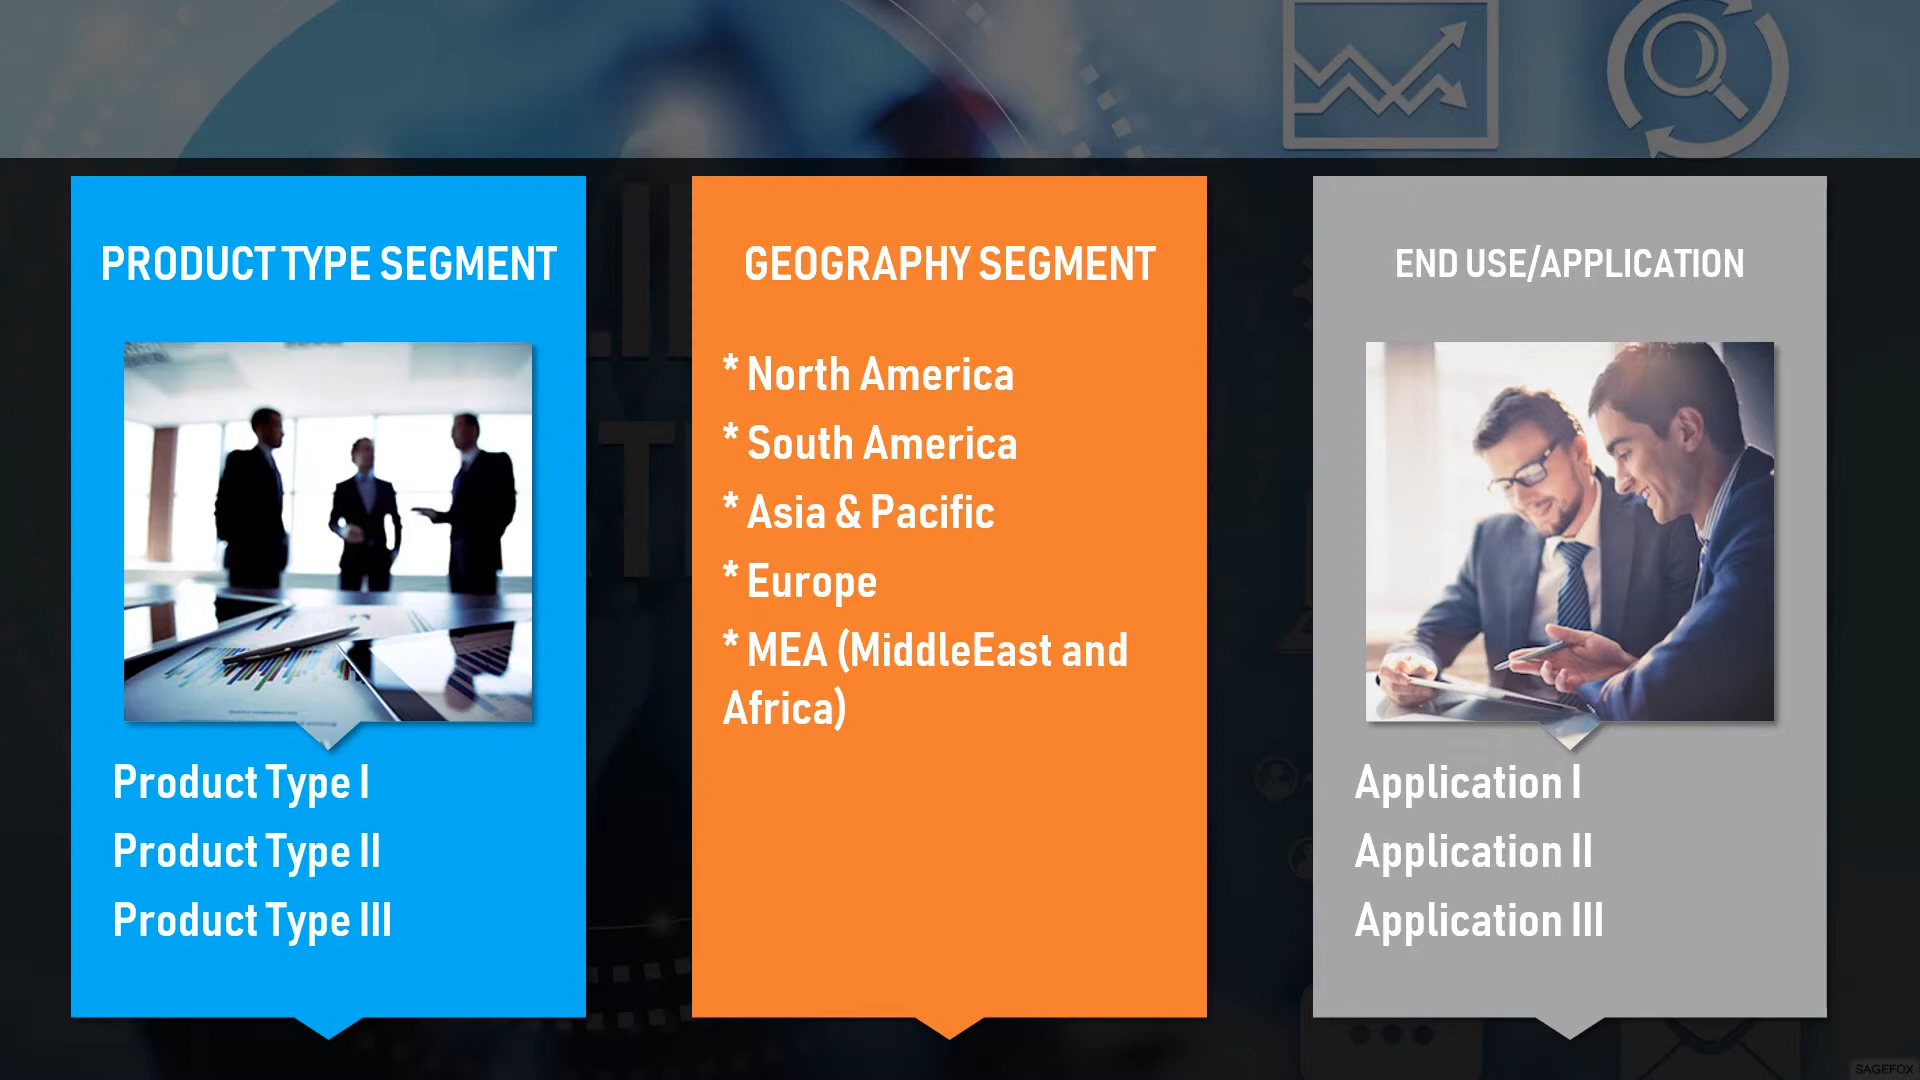 PRODUCT TYPE SEGMENT
Product Type I
Product Type II
Product Type III
GEOGRAPHY SEGMENT
* North America
* South America
* Asia & Pacific
* Europe
* MEA (MiddleEast and
Africa)
END USE/APPLICATION
Application I
Application II
Application III
SAGEFOX